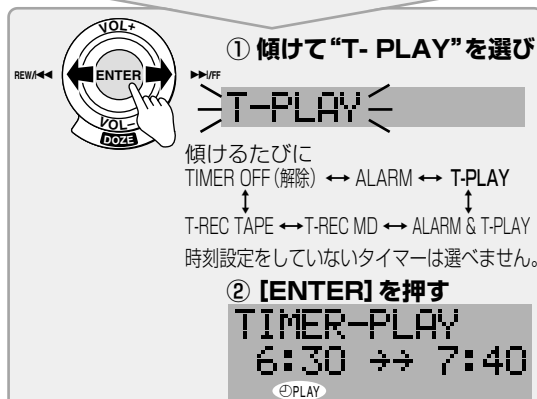 ① 傾けて“T- PLAY”を選び
VOL+
REW/⏮ ENTER ⏭/FF
VOL−
DOZE
T-PLAY
傾けるたびに
TIMER OFF(解除) ↔ ALARM ↔ T-PLAY
↕ ↕
T-REC TAPE ↔ T-REC MD ↔ ALARM & T-PLAY
時刻設定をしていないタイマーは選べません。
② [ENTER] を押す
TIMER-PLAY
6:30 →→ 7:40
PLAY